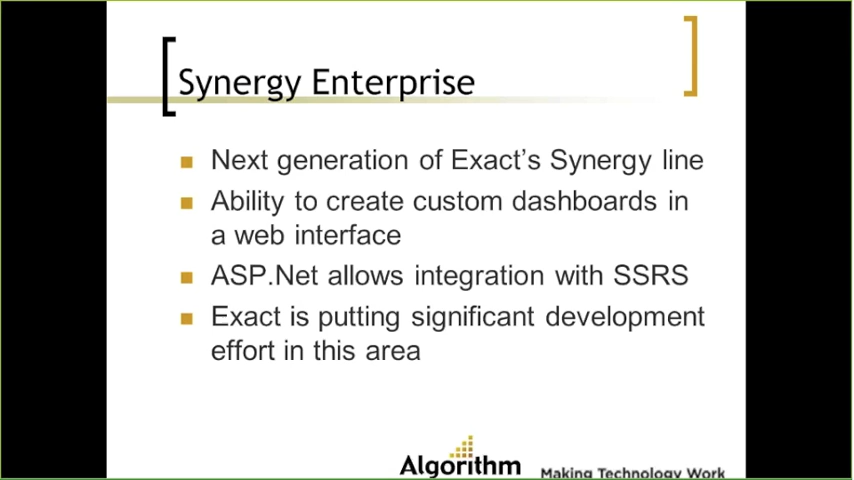 Synergy Enterprise
Next generation of Exact's Synergy line
Ability to create custom dashboards in
a web interface
ASP.Net allows integration with SSRS
Exact is putting significant development
effort in this area
Algorithm
Making Technology Work